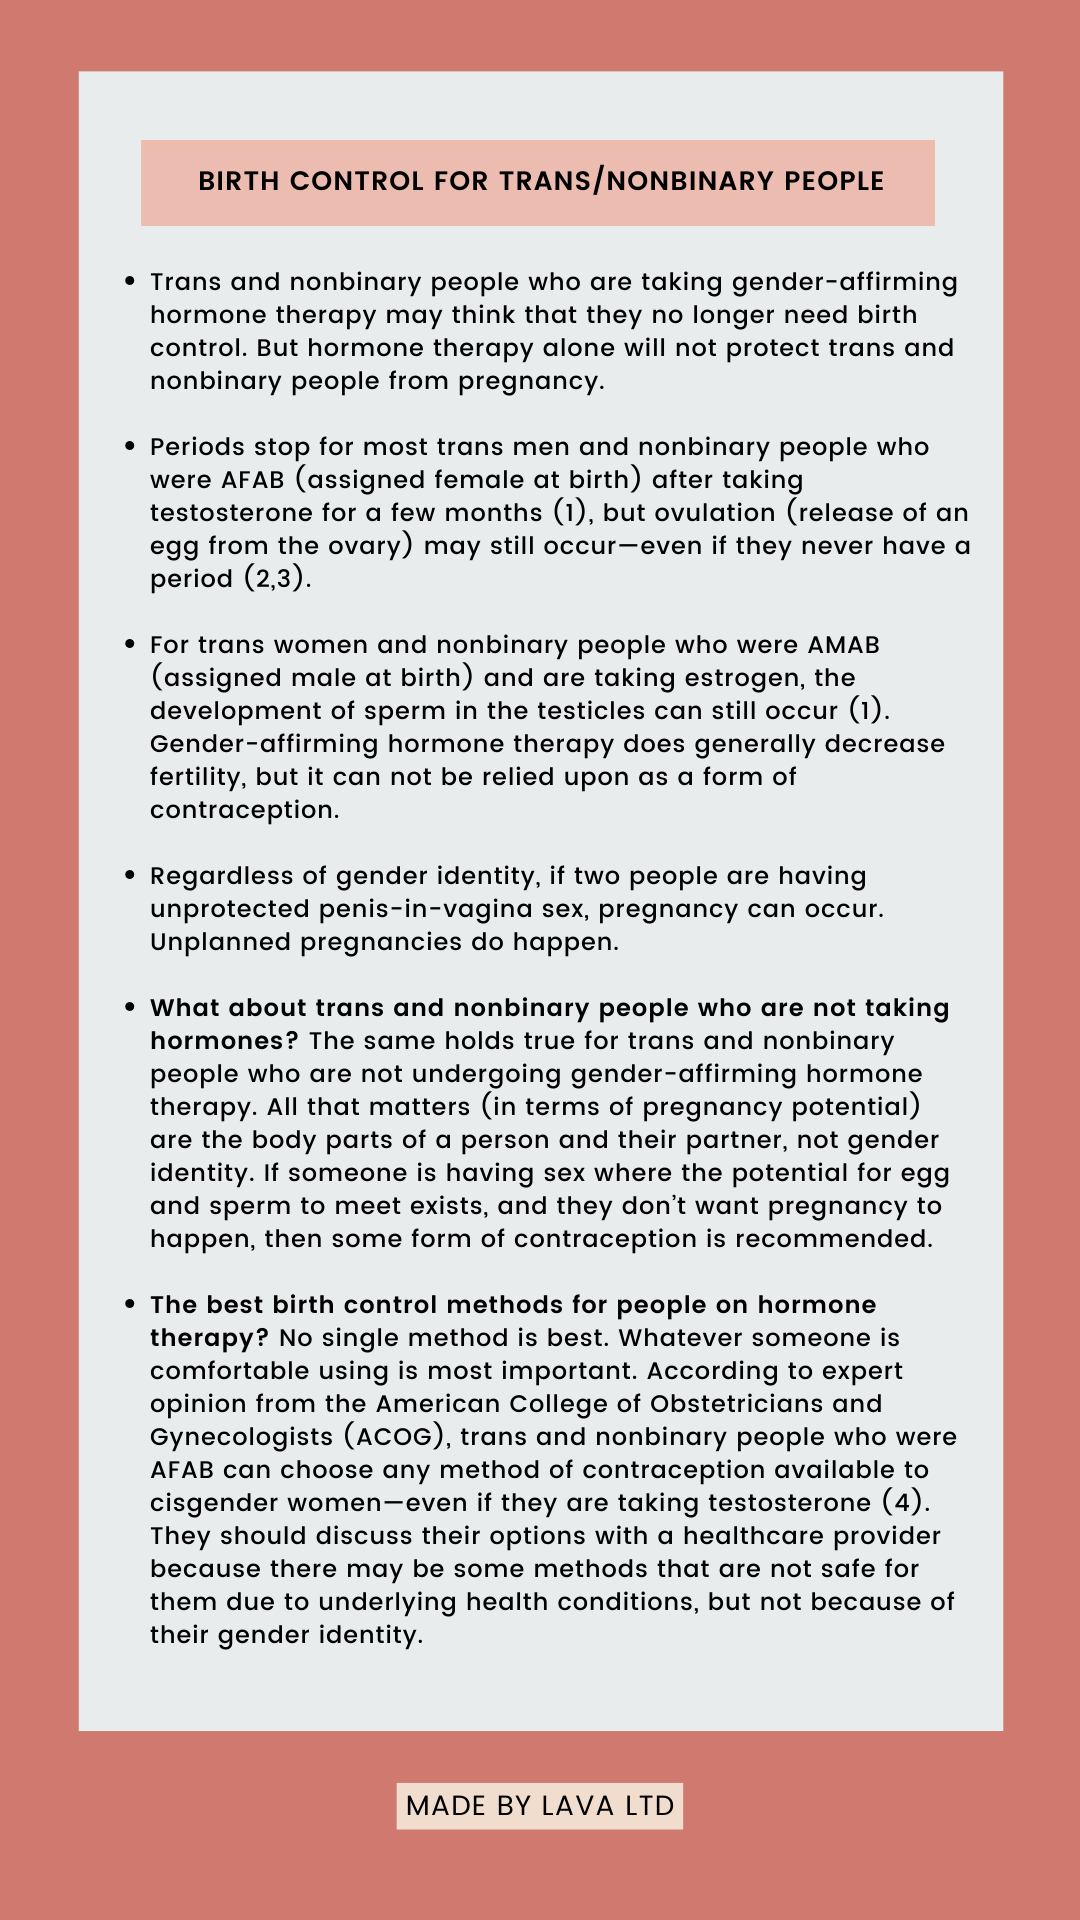 BIRTH CONTROL FOR TRANS/NONBINARY PEOPLE
• Trans and nonbinary people who are taking gender-affirming
hormone therapy may think that they no longer need birth
control. But hormone therapy alone will not protect trans and
nonbinary people from pregnancy.
• Periods stop for most trans men and nonbinary people who
were AFAB (assigned female at birth) after taking
testosterone for a few months (1), but ovulation (release of an
egg from the ovary) may still occur—even if they never have a
period (2,3).
• For trans women and nonbinary people who were AMAB
(assigned male at birth) and are taking estrogen, the
development of sperm in the testicles can still occur (1).
Gender-affirming hormone therapy does generally decrease
fertility, but it can not be relied upon as a form of
contraception.
• Regardless of gender identity, if two people are having
unprotected penis-in-vagina sex, pregnancy can occur.
Unplanned pregnancies do happen.
• What about trans and nonbinary people who are not taking
hormones? The same holds true for trans and nonbinary
people who are not undergoing gender-affirming hormone
therapy. All that matters (in terms of pregnancy potential)
are the body parts of a person and their partner, not gender
identity. If someone is having sex where the potential for egg
and sperm to meet exists, and they don't want pregnancy to
happen, then some form of contraception is recommended.
• The best birth control methods for people on hormone
therapy? No single method is best. Whatever someone is
comfortable using is most important. According to expert
opinion from the American College of Obstetricians and
Gynecologists (ACOG), trans and nonbinary people who were
AFAB can choose any method of contraception available to
cisgender women—even if they are taking testosterone (4).
They should discuss their options with a healthcare provider
because there may be some methods that are not safe for
them due to underlying health conditions, but not because of
their gender identity.
MADE BY LAVA LTD